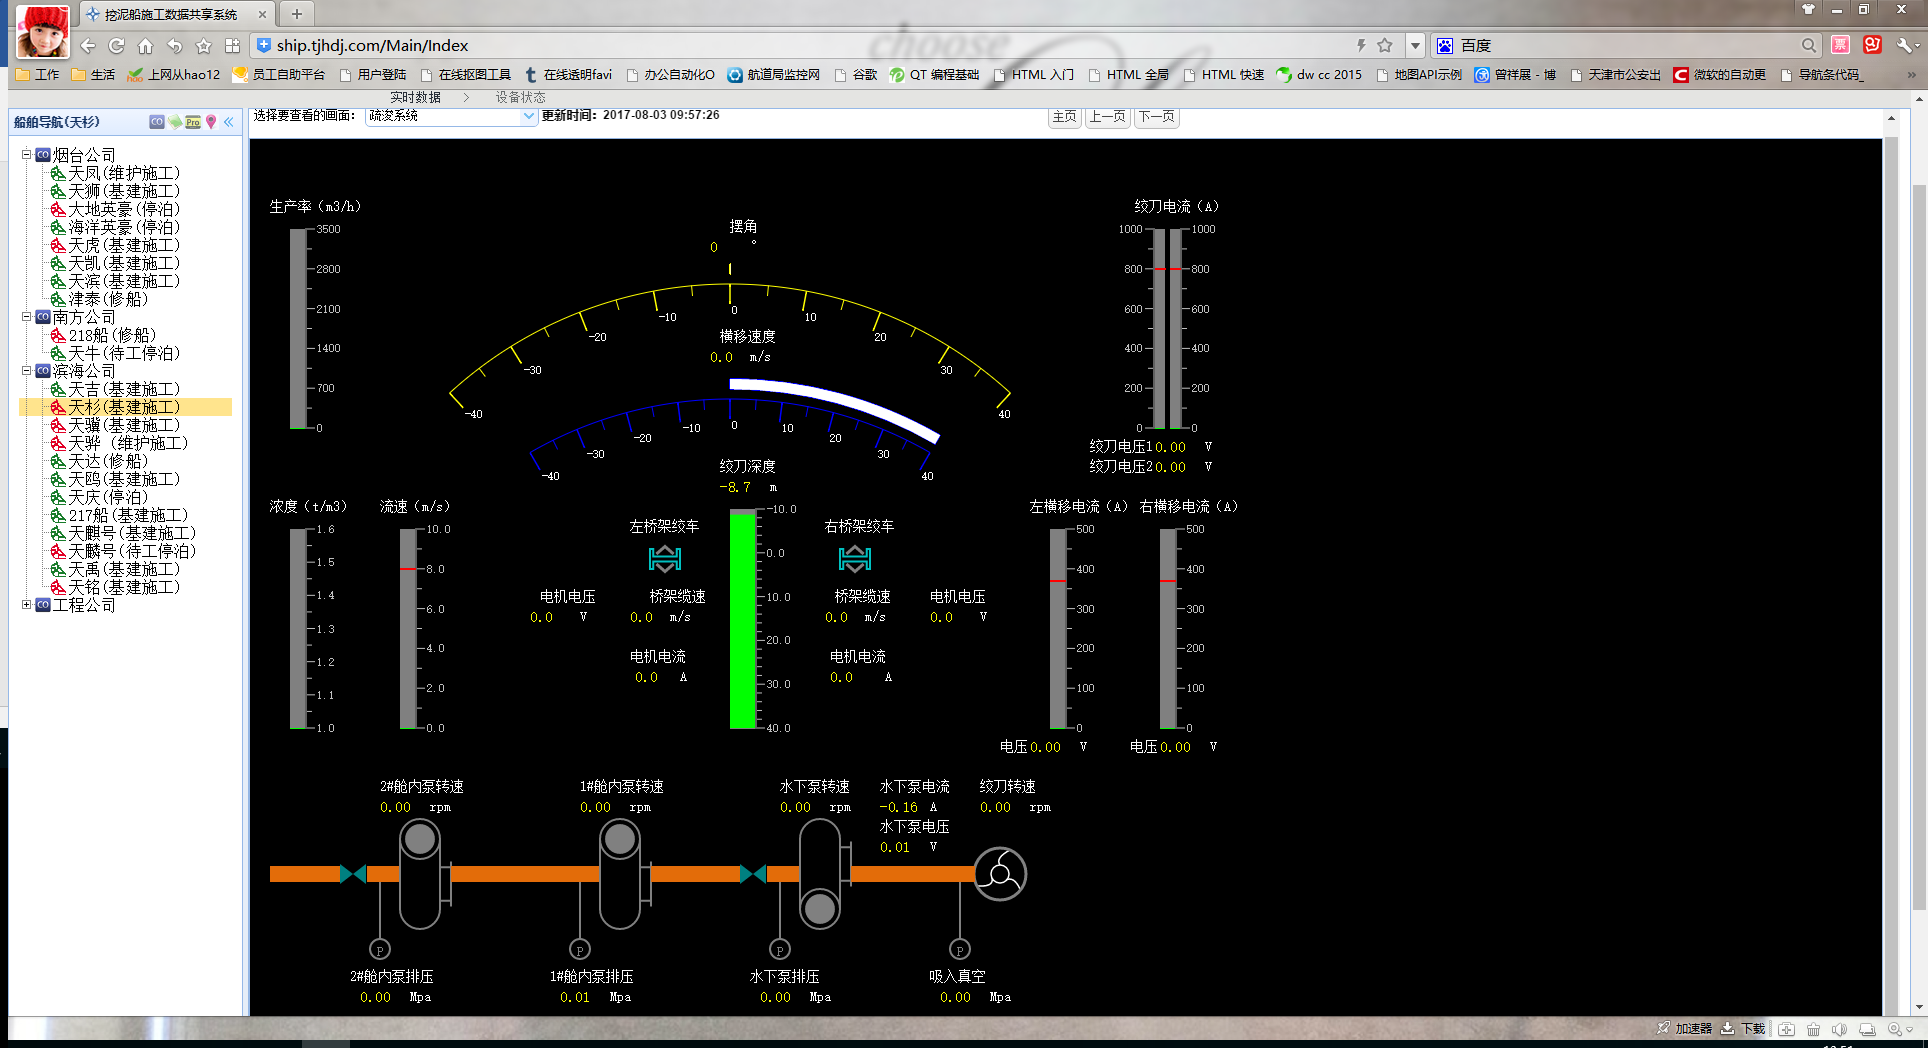 挖泥船施工数据共享系统
ship.tjhdj.com/Main/Index
百度
工作 生活 上网从hao12 员工自助平台 用户登陆 在线抠图工具 在线透明favi 办公自动化O 航道局监控网 谷歌 QT 编程基础 HTML 入门 HTML 全局 HTML 快速 dw cc 2015 地图API示例 曾祥展 - 博 天津市公安出 微软的自动更 导航条代码_
choose
实时数据 > 设备状态
船舶导航(天杉)
选择要查看的画面： 疏浚系统 更新时间：2017-08-03 09:57:26 主页 上一页 下一页
烟台公司
天凤(维护施工)
天狮(基建施工)
大地英豪(停泊)
海洋英豪(停泊)
天虎(基建施工)
天凯(基建施工)
天滨(基建施工)
津泰(修船)
南方公司
218船(修船)
天牛(待工停泊)
滨海公司
天吉(基建施工)
天杉(基建施工)
天骥(基建施工)
天骅 (维护施工)
天达(修船)
天鸥(基建施工)
天庆(停泊)
217船(基建施工)
天麒号(基建施工)
天麟号(待工停泊)
天禹(基建施工)
天铭(基建施工)
工程公司
生产率（m3/h）
3500
2800
2100
1400
700
0
摆角
0 °
-40 -30 -20 -10 0 10 20 30 40
横移速度
0.0 m/s
-40 -30 -20 -10 0 10 20 30 40
绞刀深度
-8.7 m
绞刀电流（A）
1000 1000
800 800
600 600
400 400
200 200
0 0
绞刀电压1 0.00 V
绞刀电压2 0.00 V
浓度（t/m3）
1.6
1.5
1.4
1.3
1.2
1.1
1.0
流速（m/s）
10.0
8.0
6.0
4.0
2.0
0.0
左桥架绞车
电机电压 桥架缆速
0.0 V 0.0 m/s
电机电流
0.0 A
-10.0
0.0
10.0
20.0
30.0
40.0
右桥架绞车
桥架缆速 电机电压
0.0 m/s 0.0 V
电机电流
0.0 A
左横移电流（A） 右横移电流（A）
500 500
400 400
300 300
200 200
100 100
0 0
电压 0.00 V 电压 0.00 V
2#舱内泵转速 1#舱内泵转速 水下泵转速 水下泵电流 绞刀转速
0.00 rpm 0.00 rpm 0.00 rpm -0.16 A 0.00 rpm
水下泵电压
0.01 V
P P P P
2#舱内泵排压 1#舱内泵排压 水下泵排压 吸入真空
0.00 Mpa 0.01 Mpa 0.00 Mpa 0.00 Mpa
加速器 下载